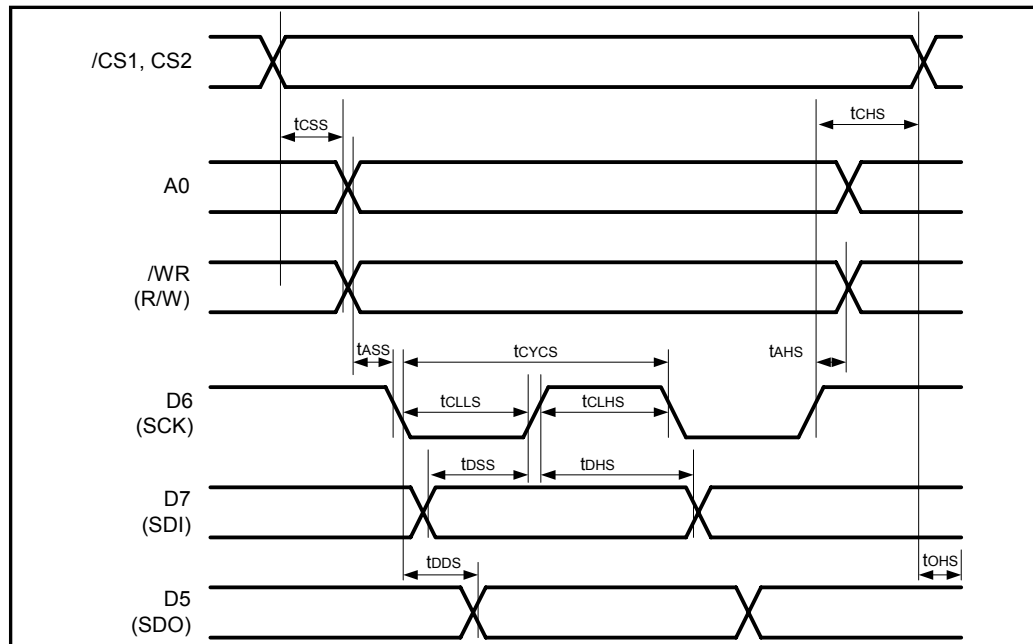 /CS1, CS2
tCSS
tCHS
A0
/WR
(R/W)
tASS
tCYCS
tAHS
D6
(SCK)
tCLLS
tCLHS
tDSS
tDHS
D7
(SDI)
tDDS
tOHS
D5
(SDO)